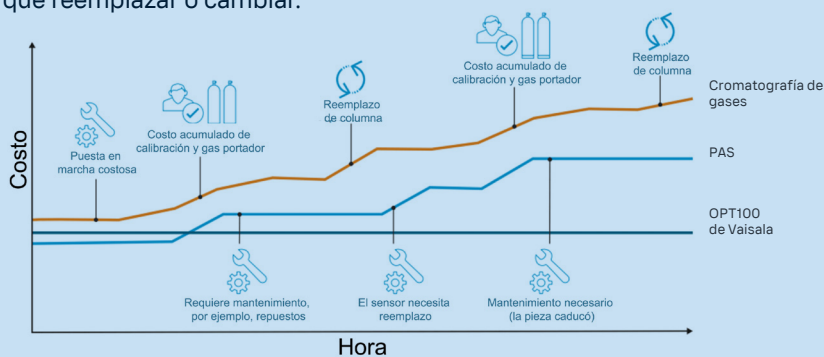 que reemplazar o cambiar.
Costo acumulado de
calibración y gas portador
Reemplazo
de columna
Cromatografía de
gases
Reemplazo
de columna
Costo acumulado de
calibración y gas portador
Puesta en
marcha costosa
PAS
Costo
OPT100
de Vaisala
Requiere mantenimiento,
por ejemplo, repuestos
El sensor necesita
reemplazo
Mantenimiento necesario
(la pieza caducó)
Hora